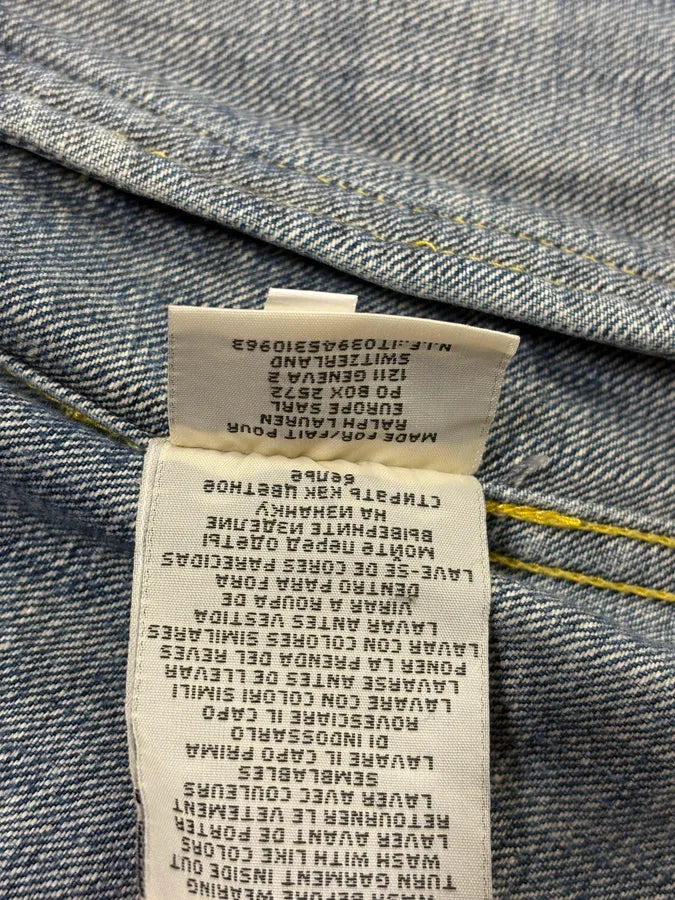 BEFORE WEARING
TURN GARMENT INSIDE OUT
WASH WITH LIKE COLORS
LAVER AVANT DE PORTER
RETOURNER LE VETEMENT
LAVER AVEC COULEURS
SEMBLABLES
LAVARE IL CAPO PRIMA
DI INDOSSARLO
ROVESCIARE IL CAPO
LAVARE CON COLORI SIMILI
LAVARSE ANTES DE LLEVAR
PONER LA PRENDA DEL REVES
LAVAR CON COLORES SIMILARES
LAVAR ANTES VESTIDA
VIRAR A ROUPA DE
DENTRO PARA FORA
LAVE-SE DE CORES PARECIDAS
Мойте перед одеты
ВЫВЕРНИТЕ ИЗДЕЛИЕ
НА ИЗНАНКУ
Стирать как цветное
белье
MADE FOR/FAIT POUR
RALPH LAUREN
EUROPE SARL
PO BOX 2572
1211 GENEVA 2
SWITZERLAND
N.I.F.:IT03945310963